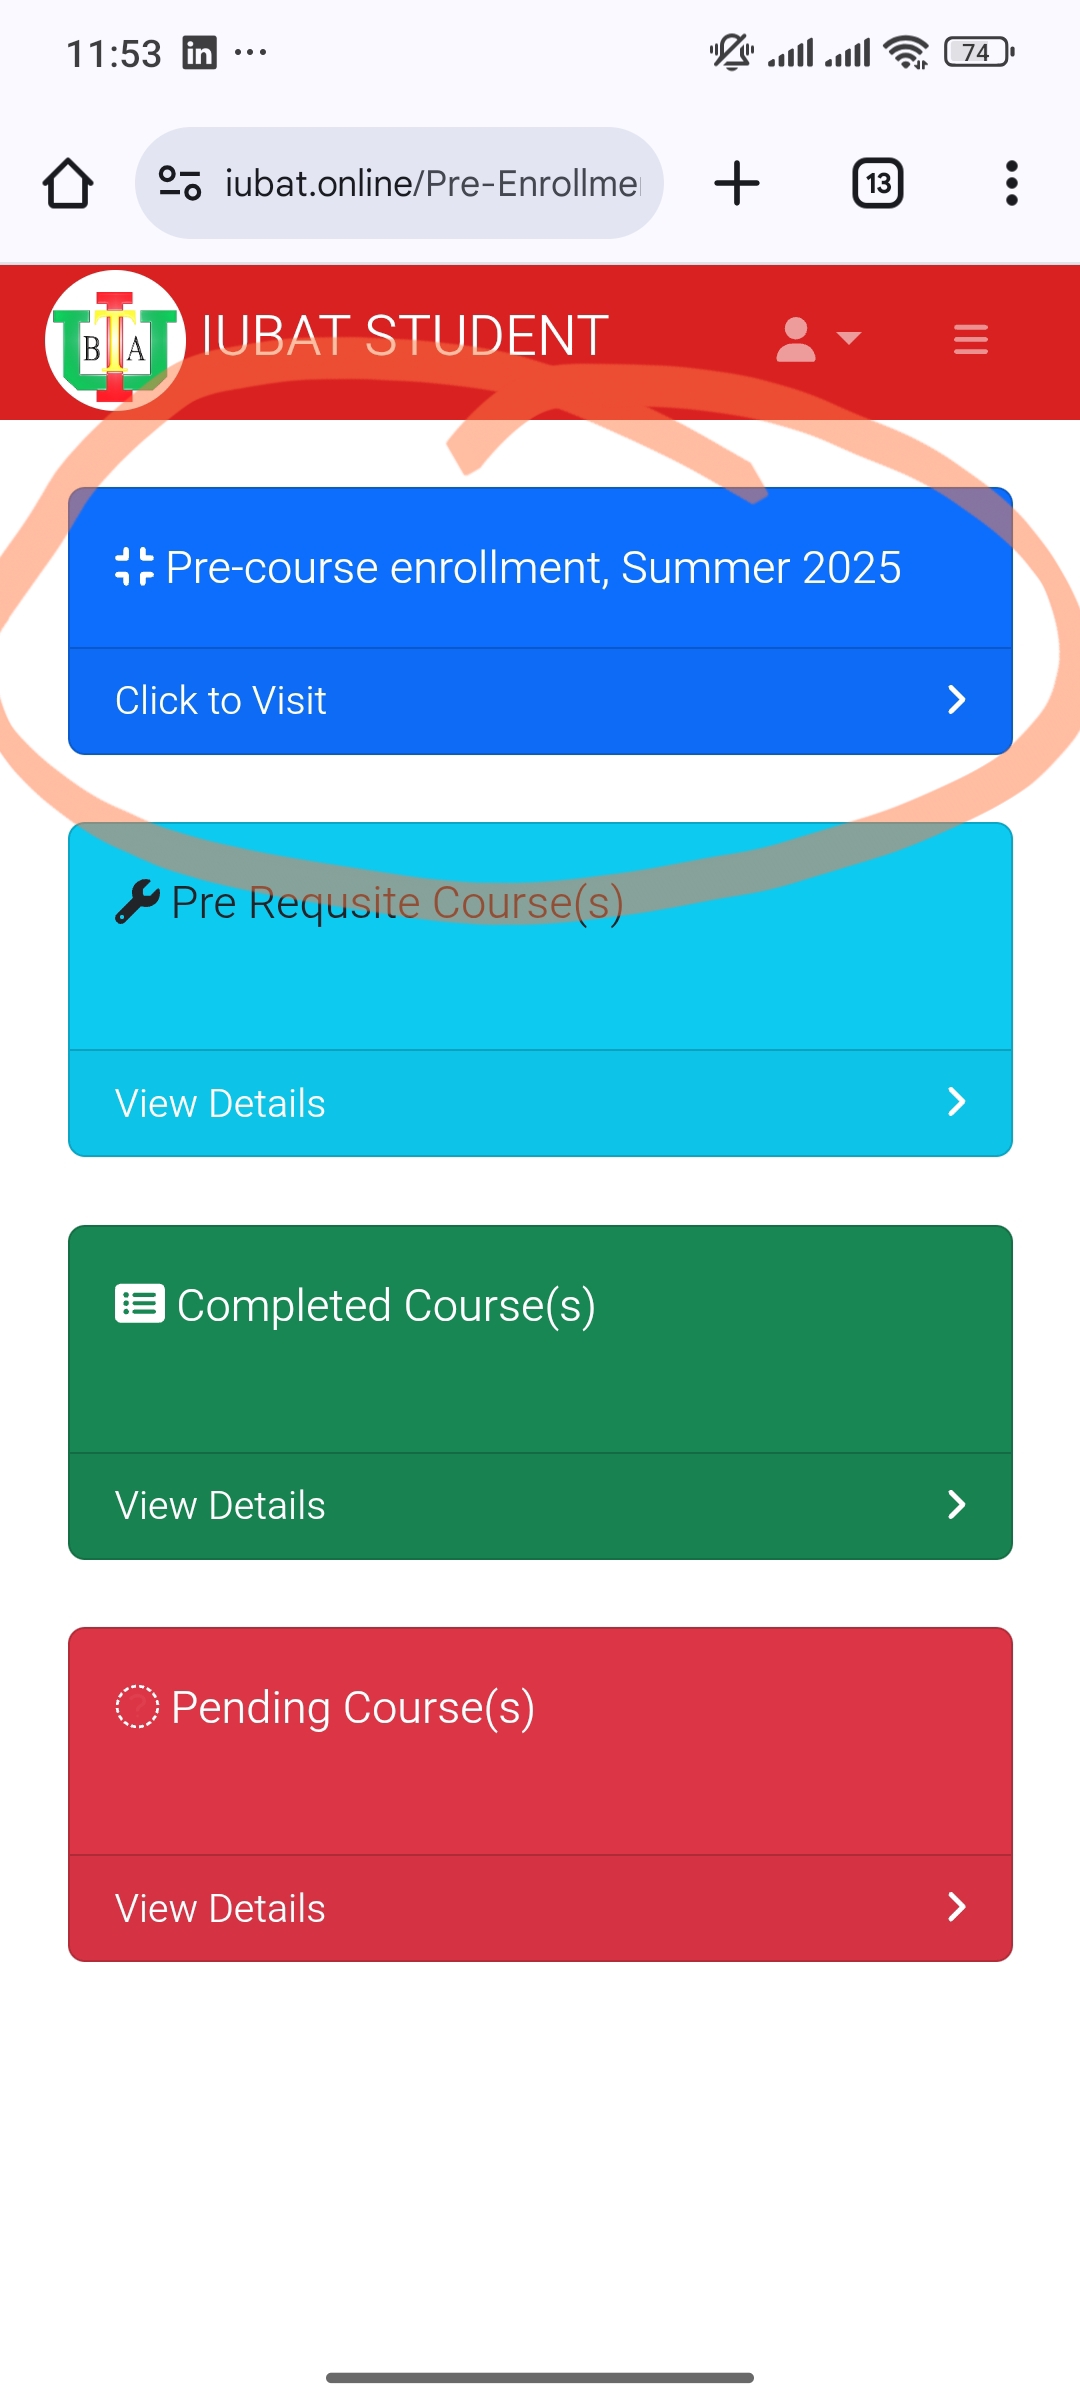 11:53
74
iubat.online/Pre-Enrollme
13
BTA IUBAT STUDENT
Pre-course enrollment, Summer 2025
Click to Visit
Pre Requsite Course(s)
View Details
Completed Course(s)
View Details
Pending Course(s)
View Details